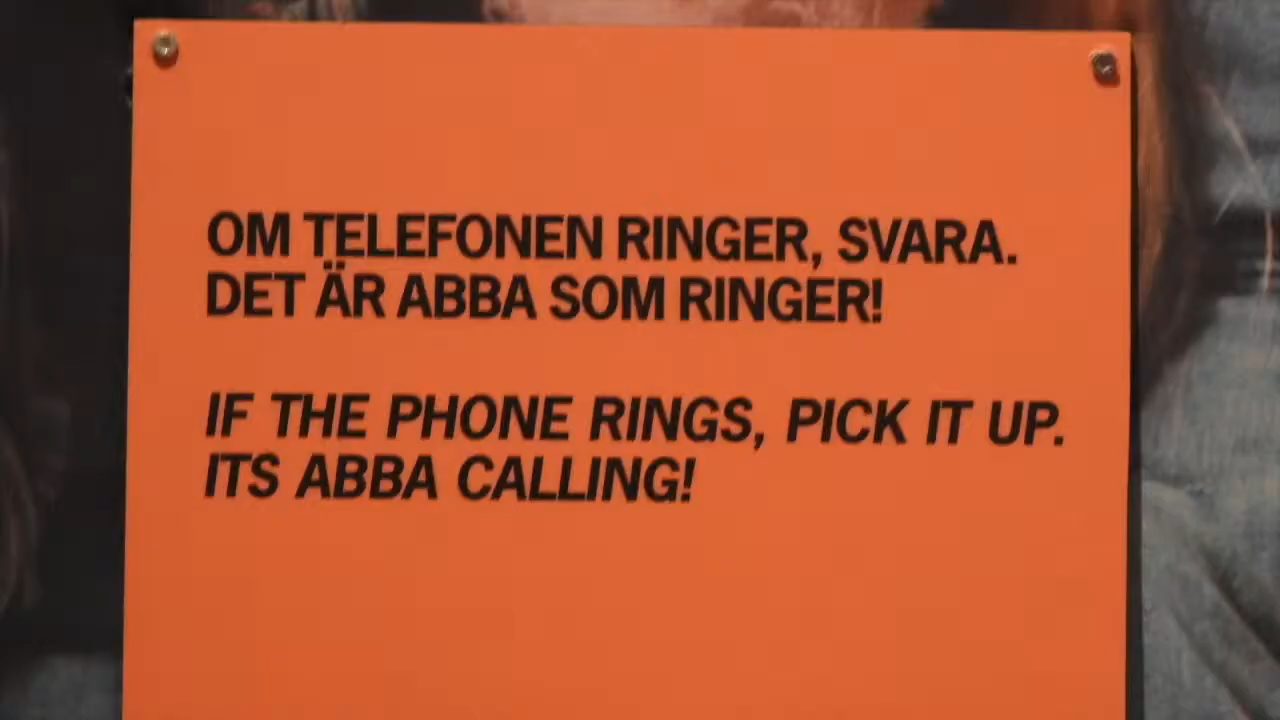 OM TELEFONEN RINGER, SVARA.
DET ÄR ABBA SOM RINGER!
IF THE PHONE RINGS, PICK IT UP.
ITS ABBA CALLING!